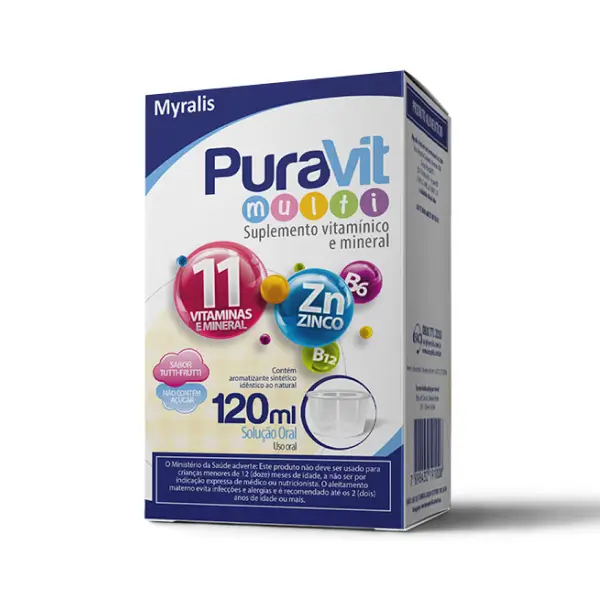 Myralis
PuraVit
multi
Suplemento vitamínico
e mineral
11
VITAMINAS
E MINERAL
Zn
ZINCO
B6
B12
SABOR
TUTTI-FRUTTI
NÃO CONTÉM
AÇÚCAR
Contém
aromatizante sintético
idêntico ao natural
120ml
Solução Oral
Uso oral
O Ministério da Saúde adverte: Este produto não deve ser usado para
crianças menores de 12 (doze) meses de idade, a não ser por
indicação expressa de médico ou nutricionista. O aleitamento
materno evita infecções e alergias e é recomendado até os 2 (dois)
anos de idade ou mais.